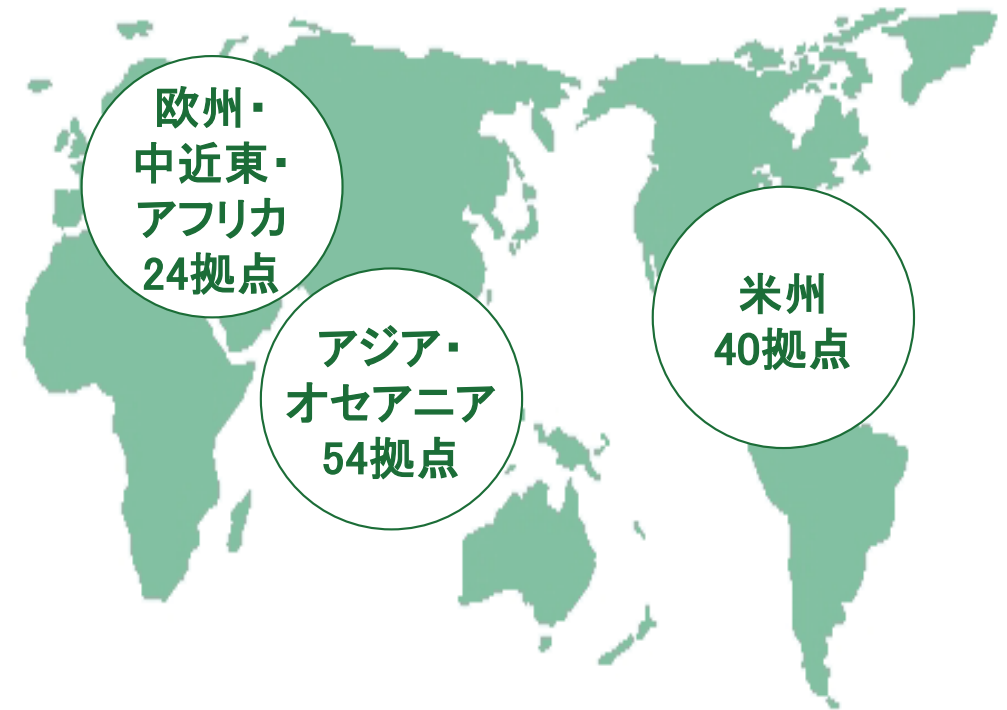 欧州・
中近東・
アフリカ
24拠点
アジア・
オセアニア
54拠点
米州
40拠点